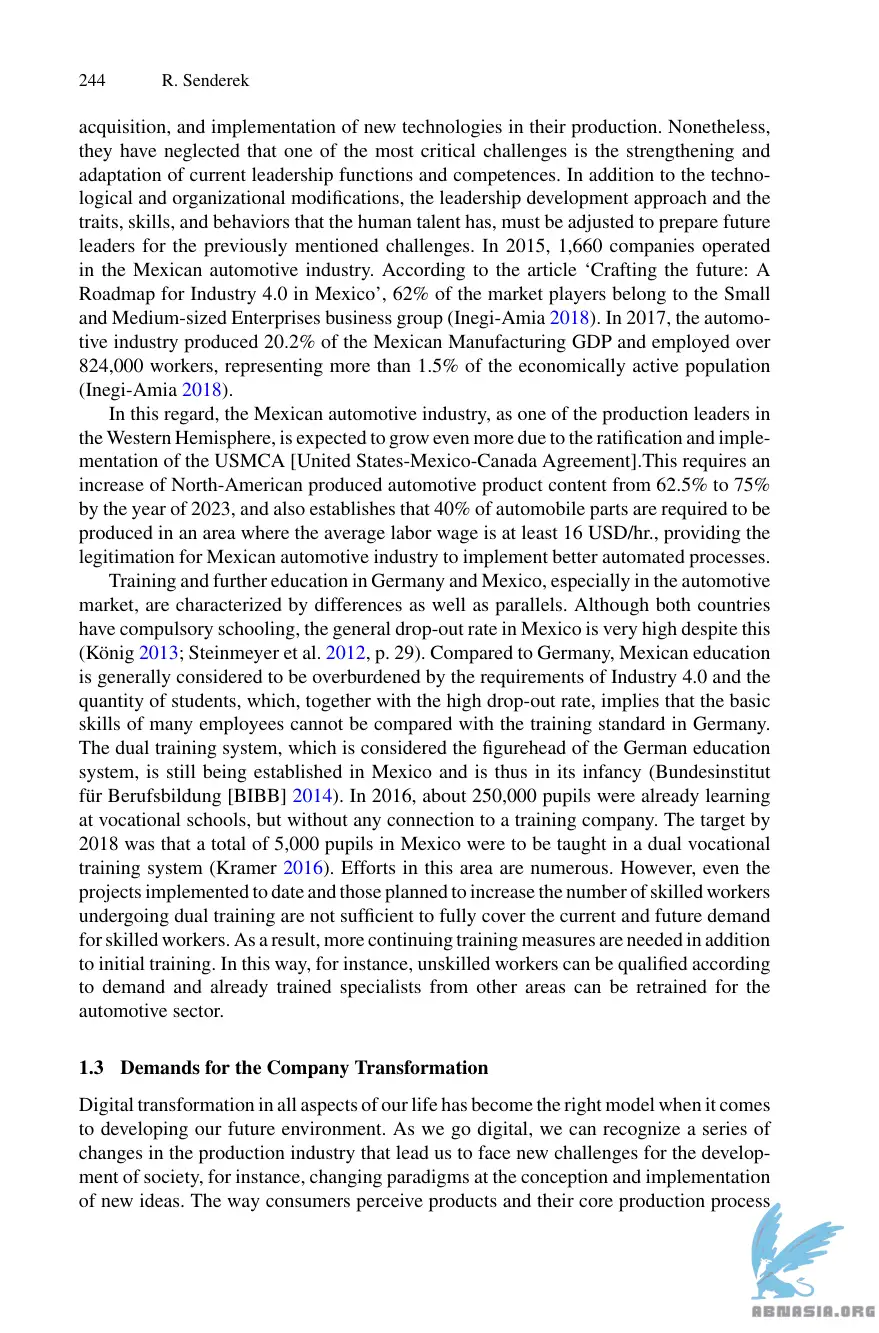 244 R. Senderek
acquisition, and implementation of new technologies in their production. Nonetheless,
they have neglected that one of the most critical challenges is the strengthening and
adaptation of current leadership functions and competences. In addition to the techno-
logical and organizational modifications, the leadership development approach and the
traits, skills, and behaviors that the human talent has, must be adjusted to prepare future
leaders for the previously mentioned challenges. In 2015, 1,660 companies operated
in the Mexican automotive industry. According to the article ‘Crafting the future: A
Roadmap for Industry 4.0 in Mexico’, 62% of the market players belong to the Small
and Medium-sized Enterprises business group (Inegi-Amia 2018). In 2017, the automo-
tive industry produced 20.2% of the Mexican Manufacturing GDP and employed over
824,000 workers, representing more than 1.5% of the economically active population
(Inegi-Amia 2018).
In this regard, the Mexican automotive industry, as one of the production leaders in
the Western Hemisphere, is expected to grow even more due to the ratification and imple-
mentation of the USMCA [United States-Mexico-Canada Agreement].This requires an
increase of North-American produced automotive product content from 62.5% to 75%
by the year of 2023, and also establishes that 40% of automobile parts are required to be
produced in an area where the average labor wage is at least 16 USD/hr., providing the
legitimation for Mexican automotive industry to implement better automated processes.
Training and further education in Germany and Mexico, especially in the automotive
market, are characterized by differences as well as parallels. Although both countries
have compulsory schooling, the general drop-out rate in Mexico is very high despite this
(König 2013; Steinmeyer et al. 2012, p. 29). Compared to Germany, Mexican education
is generally considered to be overburdened by the requirements of Industry 4.0 and the
quantity of students, which, together with the high drop-out rate, implies that the basic
skills of many employees cannot be compared with the training standard in Germany.
The dual training system, which is considered the figurehead of the German education
system, is still being established in Mexico and is thus in its infancy (Bundesinstitut
für Berufsbildung [BIBB] 2014). In 2016, about 250,000 pupils were already learning
at vocational schools, but without any connection to a training company. The target by
2018 was that a total of 5,000 pupils in Mexico were to be taught in a dual vocational
training system (Kramer 2016). Efforts in this area are numerous. However, even the
projects implemented to date and those planned to increase the number of skilled workers
undergoing dual training are not sufficient to fully cover the current and future demand
for skilled workers. As a result, more continuing training measures are needed in addition
to initial training. In this way, for instance, unskilled workers can be qualified according
to demand and already trained specialists from other areas can be retrained for the
automotive sector.
1.3 Demands for the Company Transformation
Digital transformation in all aspects of our life has become the right model when it comes
to developing our future environment. As we go digital, we can recognize a series of
changes in the production industry that lead us to face new challenges for the develop-
ment of society, for instance, changing paradigms at the conception and implementation
of new ideas. The way consumers perceive products and their core production process
ABNASIA.ORG